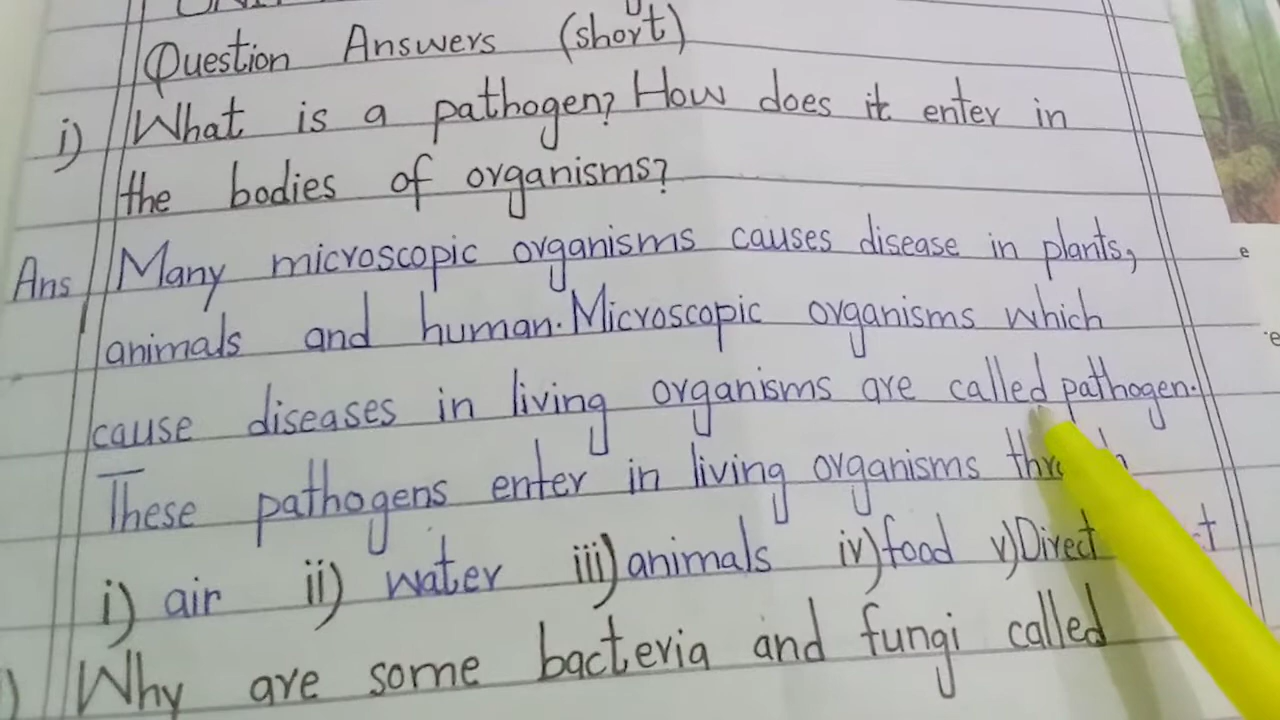 Question Answers (short)
i) What is a pathogen? How does it enter in
the bodies of organisms?
Ans Many microscopic organisms causes disease in plants,
animals and human. Microscopic organisms which
cause diseases in living organisms are called pathogen.
These pathogens enter in living organisms
i) air ii) water iii) animals iv) food v) Direct
Why are some bacteria and fungi called